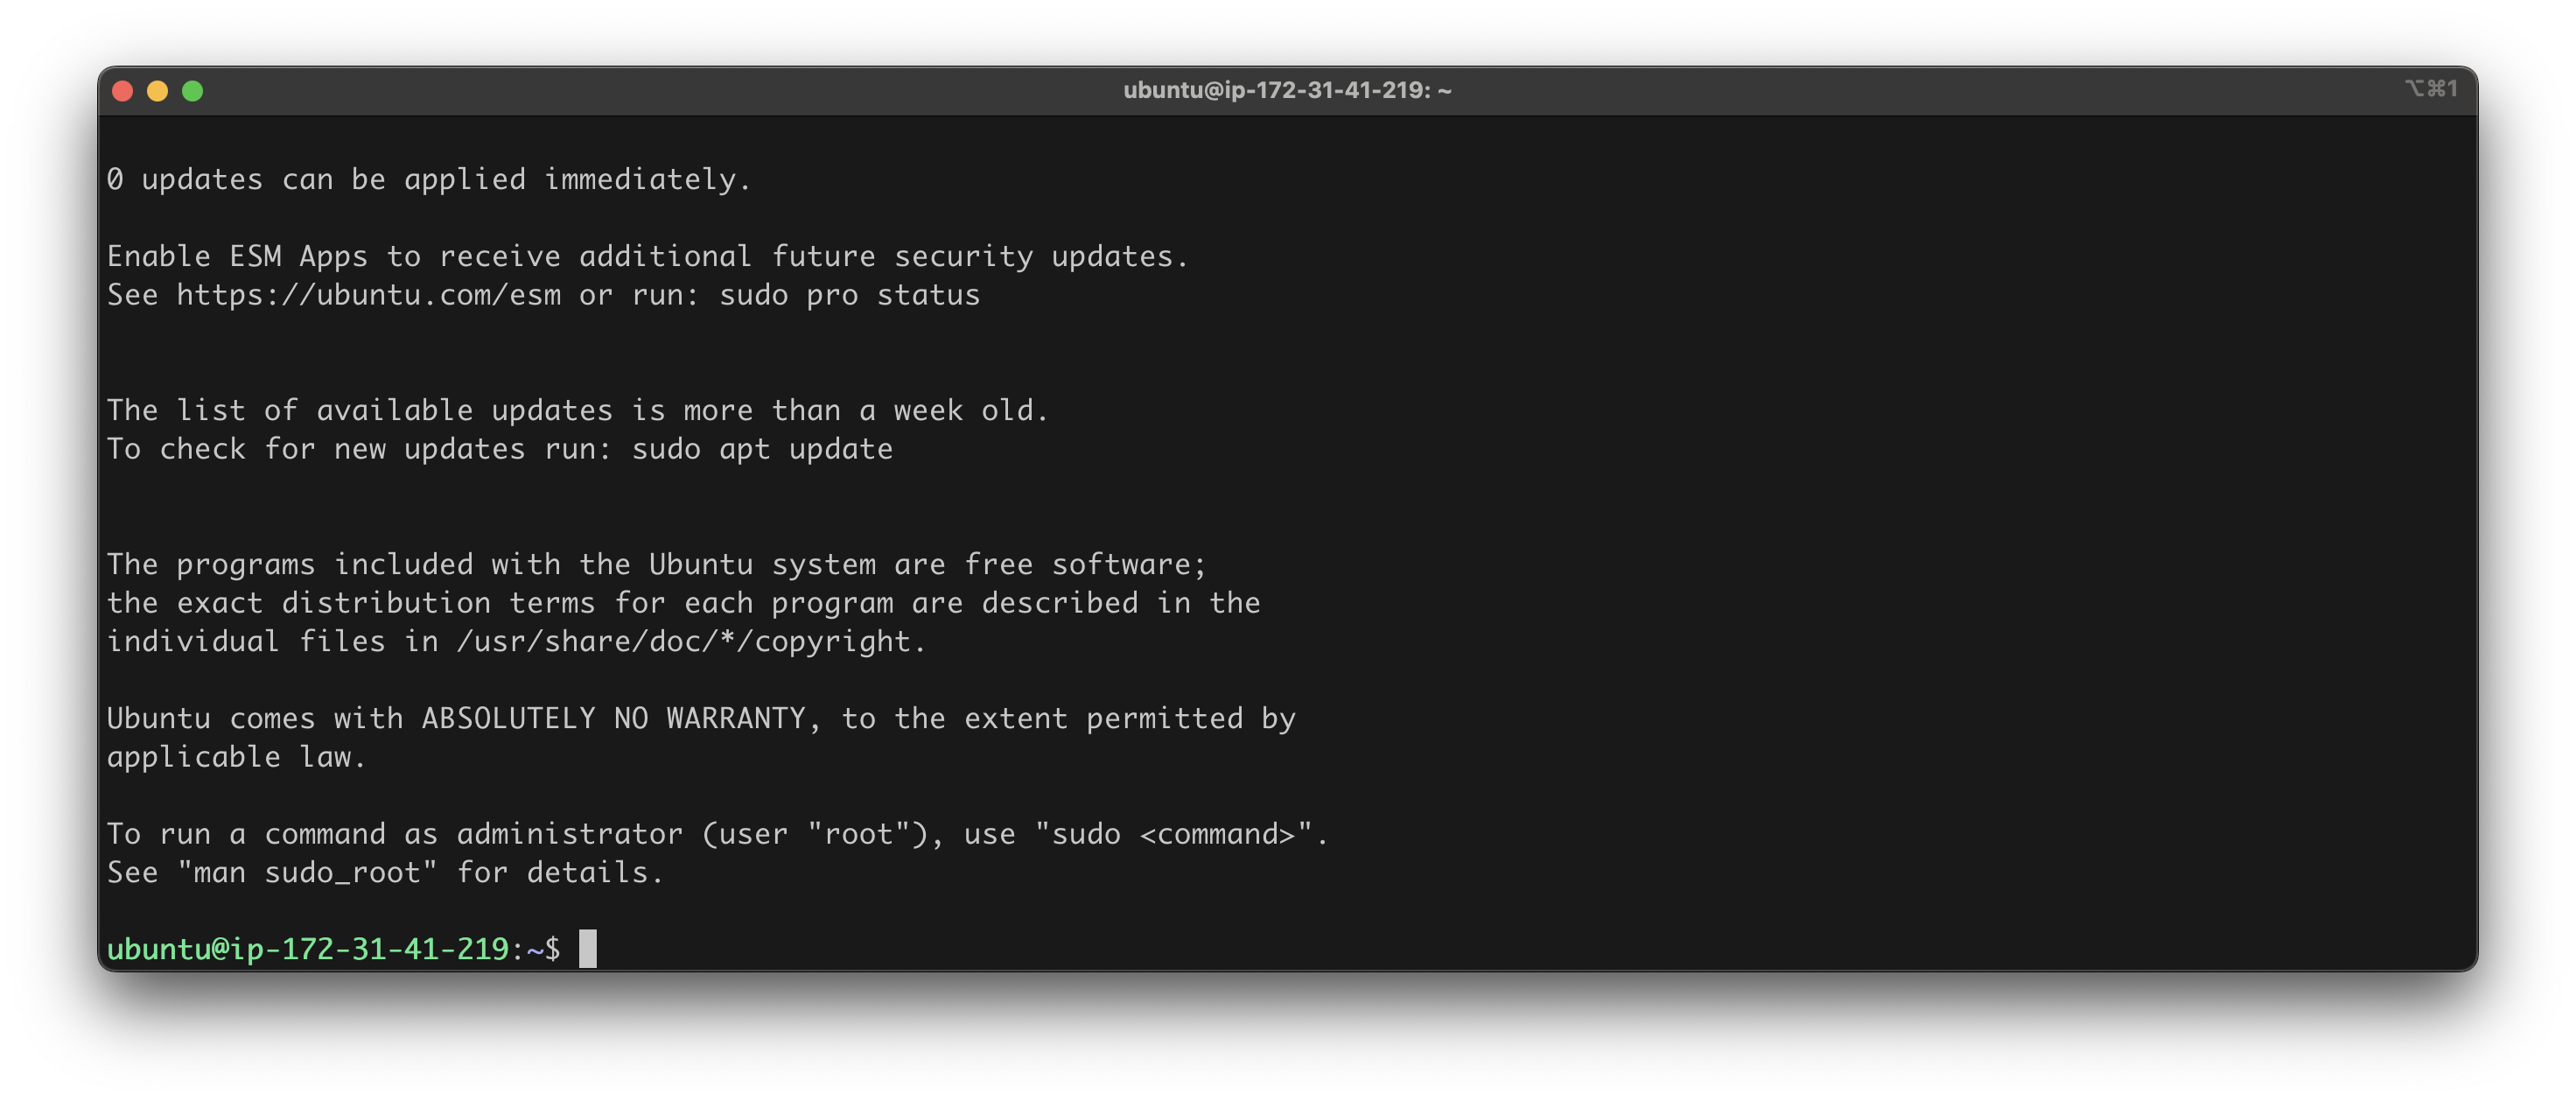 ubuntu@ip-172-31-41-219: ~
⌥⌘1
0 updates can be applied immediately.
Enable ESM Apps to receive additional future security updates.
See https://ubuntu.com/esm or run: sudo pro status
The list of available updates is more than a week old.
To check for new updates run: sudo apt update
The programs included with the Ubuntu system are free software;
the exact distribution terms for each program are described in the
individual files in /usr/share/doc/*/copyright.
Ubuntu comes with ABSOLUTELY NO WARRANTY, to the extent permitted by
applicable law.
To run a command as administrator (user "root"), use "sudo <command>".
See "man sudo_root" for details.
ubuntu@ip-172-31-41-219:~$